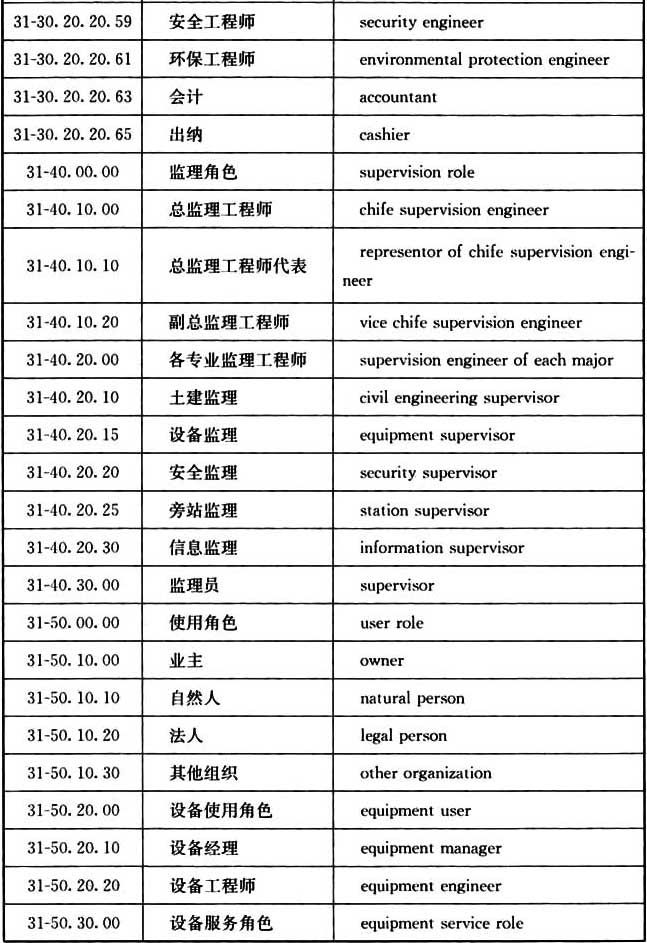 31-30. 20. 20. 59 安全工程师 security engineer
31-30. 20. 20. 61 环保工程师 environmental protection engineer
31-30. 20. 20. 63 会计 accountant
31-30. 20. 20. 65 出纳 cashier
31-40. 00. 00 监理角色 supervision role
31-40. 10. 00 总监理工程师 chife supervision engineer
31-40. 10. 10 总监理工程师代表 representor of chife supervision engi-
neer
31-40. 10. 20 副总监理工程师 vice chife supervision engineer
31-40. 20. 00 各专业监理工程师 supervision engineer of each major
31-40. 20. 10 土建监理 civil engineering supervisor
31-40. 20. 15 设备监理 equipment supervisor
31-40. 20. 20 安全监理 security supervisor
31-40. 20. 25 旁站监理 station supervisor
31-40. 20. 30 信息监理 information supervisor
31-40. 30. 00 监理员 supervisor
31-50. 00. 00 使用角色 user role
31-50. 10. 00 业主 owner
31-50. 10. 10 自然人 natural person
31-50. 10. 20 法人 legal person
31-50. 10. 30 其他组织 other organization
31-50. 20. 00 设备使用角色 equipment user
31-50. 20. 10 设备经理 equipment manager
31-50. 20. 20 设备工程师 equipment engineer
31-50. 30. 00 设备服务角色 equipment service role